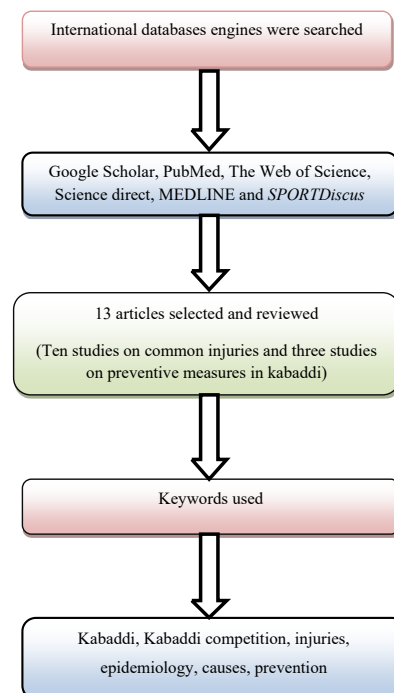 International databases engines were searched
Google Scholar, PubMed, The Web of Science,
Science direct, MEDLINE and SPORTDiscus
13 articles selected and reviewed
(Ten studies on common injuries and three studies
on preventive measures in kabaddi)
Keywords used
Kabaddi, Kabaddi competition, injuries,
epidemiology, causes, prevention